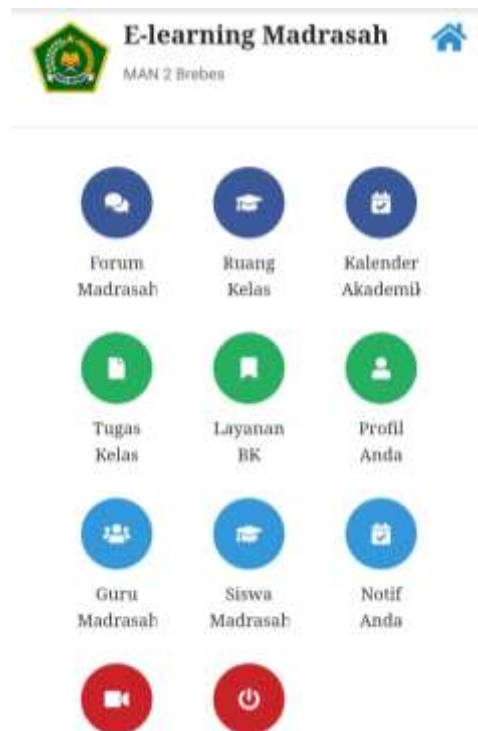 E-learning Madrasah
MAN 2 Brebes
Forum
Madrasah
Ruang
Kelas
Kalender
Akademik
Tugas
Kelas
Layanan
BK
Profil
Anda
Guru
Madrasah
Siswa
Madrasah
Notif
Anda